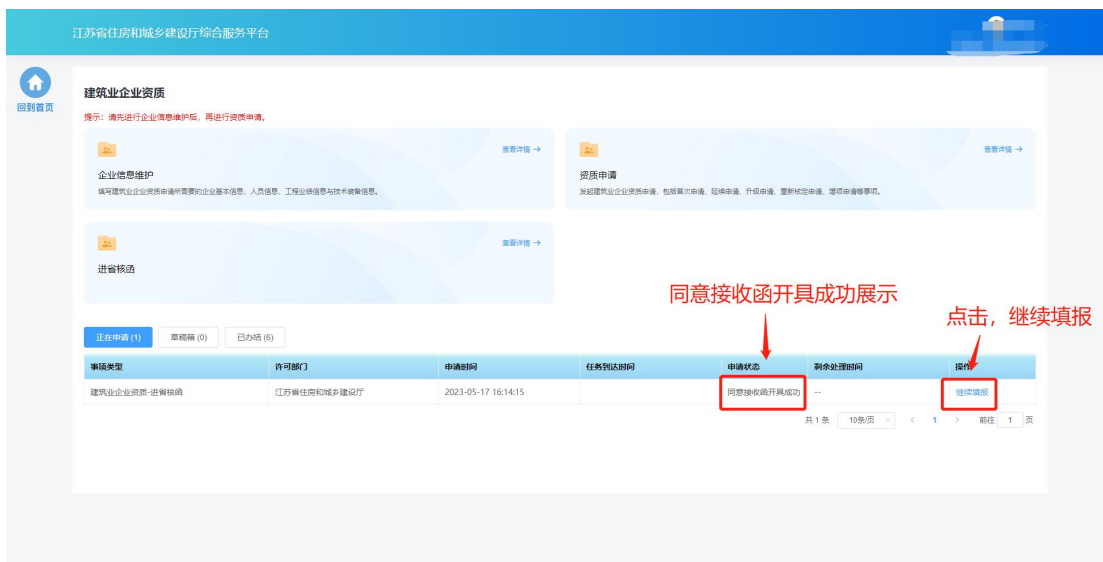 江苏省住房和城乡建设厅综合服务平台
回到首页
建筑业企业资质
提示：请先进行企业信息维护后，再进行资质申请。
查看详情 →
企业信息维护
填写建筑业企业资质申请所需要的企业基本信息、人员信息、工程业绩信息与技术装备信息。
查看详情 →
资质申请
发起建筑业企业资质申请，包括首次申请、延续申请、升级申请、重新核定申请、增项申请等事项。
查看详情 →
进省核函
同意接收函开具成功展示
点击，继续填报
正在申请 (1) 草稿箱 (0) 已办结 (6)
事项类型 许可部门 申请时间 任务到达时间 申请状态 剩余处理时间 操作
建筑业企业资质-进省核函 江苏省住房和城乡建设厅 2023-05-17 16:14:15 同意接收函开具成功 -- 继续填报
共 1 条 10条/页 < 1 > 前往 1 页